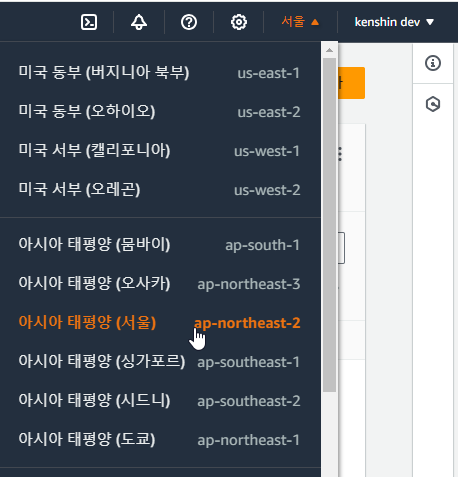 서울 ▲ kenshin dev ▼
미국 동부 (버지니아 북부) us-east-1
미국 동부 (오하이오) us-east-2
미국 서부 (캘리포니아) us-west-1
미국 서부 (오레곤) us-west-2
아시아 태평양 (뭄바이) ap-south-1
아시아 태평양 (오사카) ap-northeast-3
아시아 태평양 (서울) ap-northeast-2
아시아 태평양 (싱가포르) ap-southeast-1
아시아 태평양 (시드니) ap-southeast-2
아시아 태평양 (도쿄) ap-northeast-1